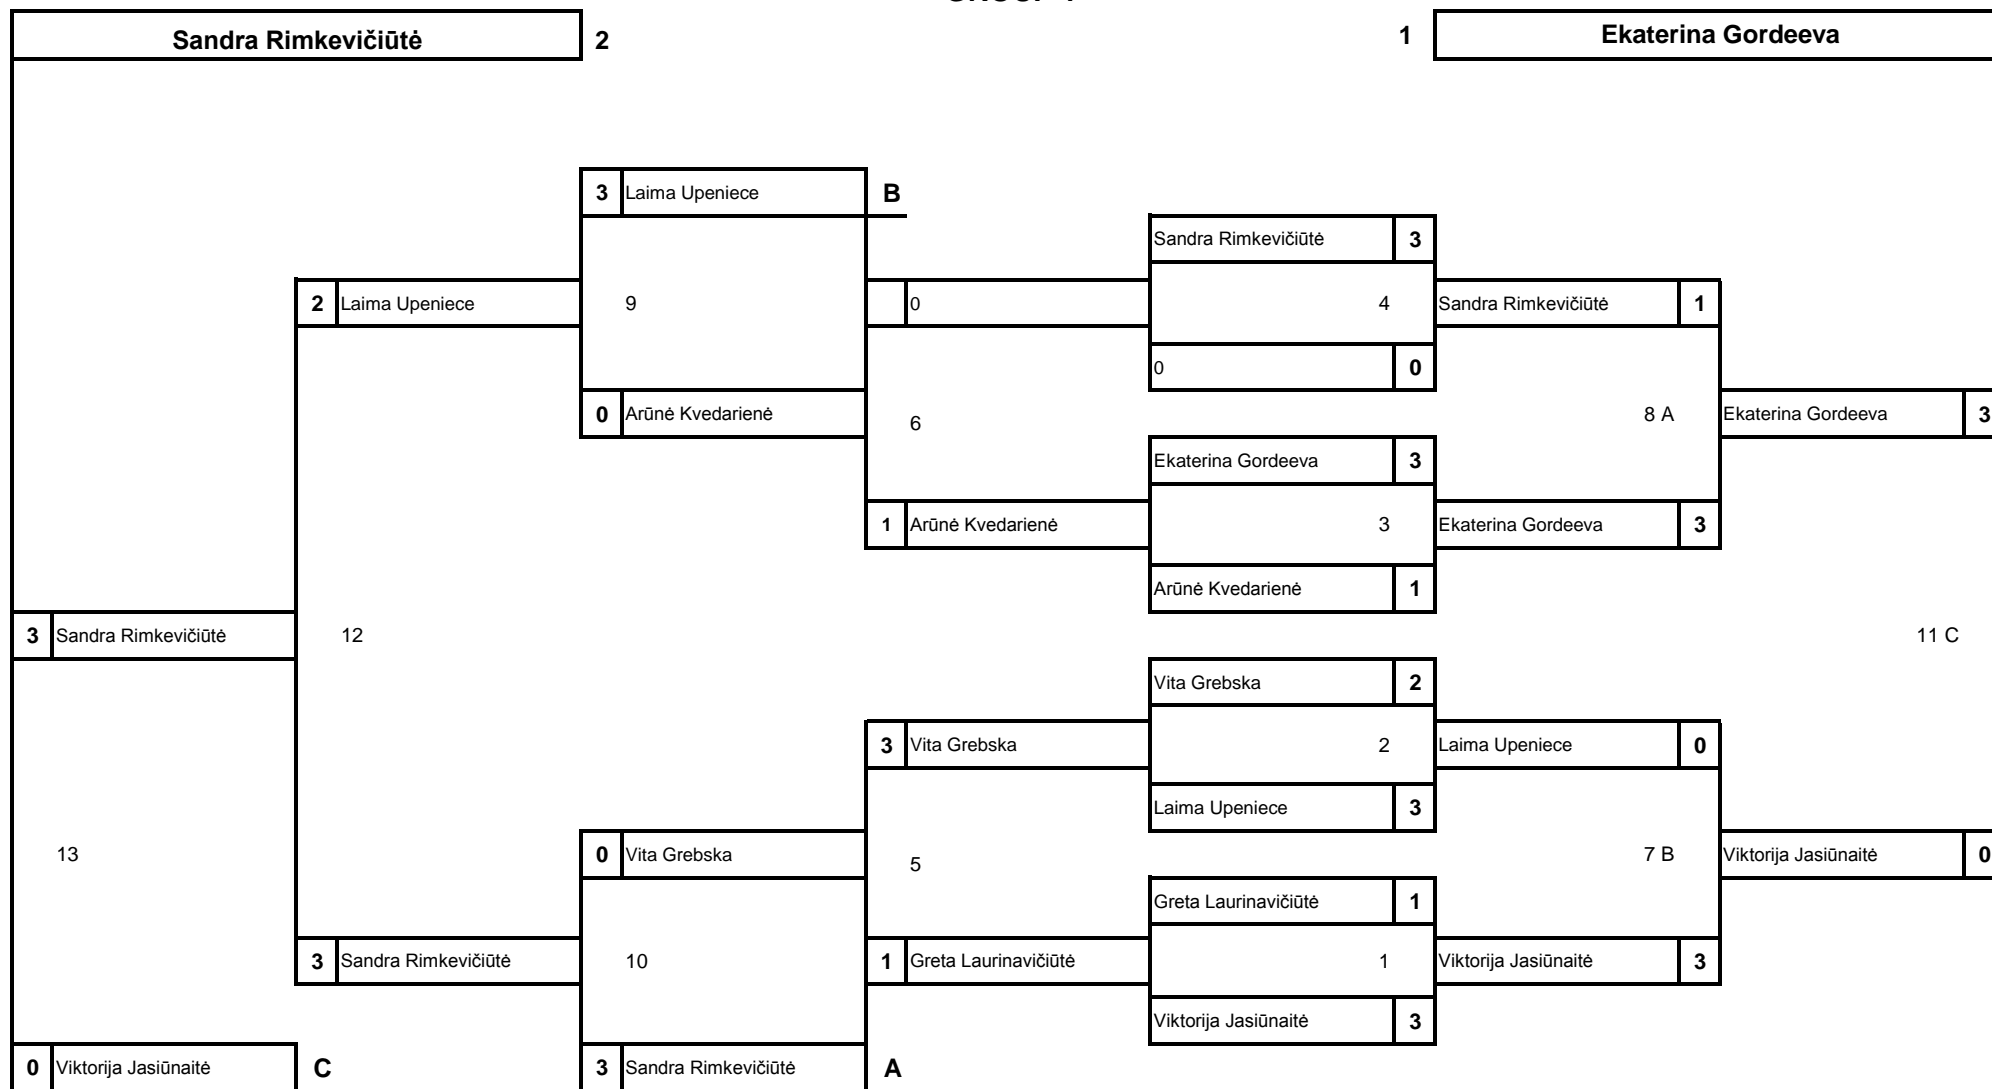 Sandra Rimkevičiūtė 2 1 Ekaterina Gordeeva
3 Laima Upeniece B
Sandra Rimkevičiūtė 3
2 Laima Upeniece 9 0 4 Sandra Rimkevičiūtė 1
0 0
0 Arūnė Kvedarienė 6 8 A Ekaterina Gordeeva 3
Ekaterina Gordeeva 3
1 Arūnė Kvedarienė 3 Ekaterina Gordeeva 3
Arūnė Kvedarienė 1
3 Sandra Rimkevičiūtė 12 11 C
Vita Grebska 2
3 Vita Grebska 2 Laima Upeniece 0
Laima Upeniece 3
13 0 Vita Grebska 5 7 B Viktorija Jasiūnaitė 0
Greta Laurinavičiūtė 1
3 Sandra Rimkevičiūtė 10 1 Greta Laurinavičiūtė 1 Viktorija Jasiūnaitė 3
Viktorija Jasiūnaitė 3
0 Viktorija Jasiūnaitė C 3 Sandra Rimkevičiūtė A